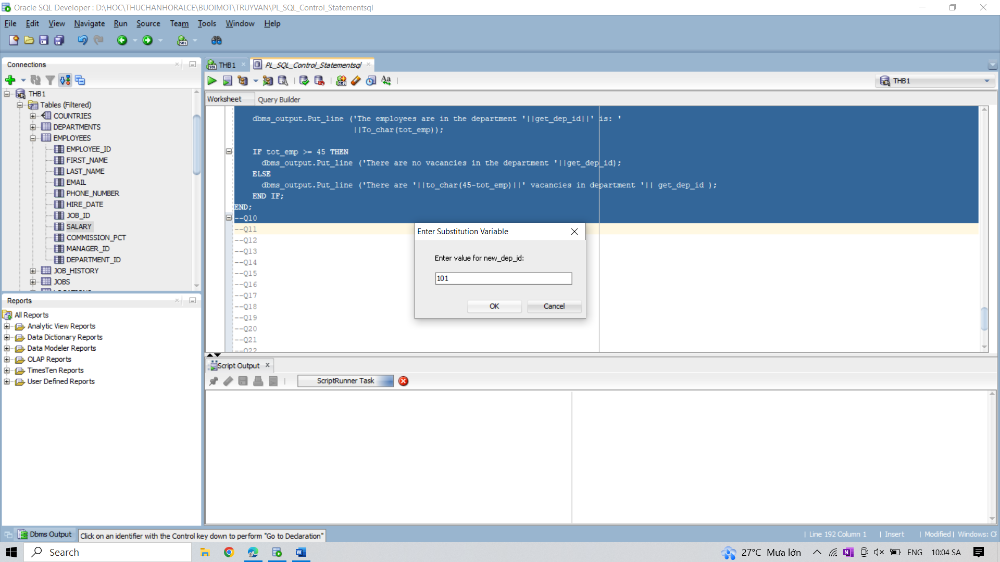 Oracle SQL Developer : D:\HOC\THUCHANHORALCE\BUOIMOT\TRUYVAN\PL_SQL_Control_Statementsql
File Edit View Navigate Run Source Team Tools Window Help
Connections
THB1
Tables (Filtered)
COUNTRIES
DEPARTMENTS
EMPLOYEES
EMPLOYEE_ID
FIRST_NAME
LAST_NAME
EMAIL
PHONE_NUMBER
HIRE_DATE
JOB_ID
SALARY
COMMISSION_PCT
MANAGER_ID
DEPARTMENT_ID
JOB_HISTORY
JOBS
Reports
All Reports
Analytic View Reports
Data Dictionary Reports
Data Modeler Reports
OLAP Reports
TimesTen Reports
User Defined Reports
THB1 PL_SQL_Control_Statementsql
THB1
Worksheet Query Builder
dbms_output.Put_line ('The employees are in the department '||get_dep_id||' is: '
||To_char(tot_emp));
IF tot_emp >= 45 THEN
dbms_output.Put_line ('There are no vacancies in the department '||get_dep_id);
ELSE
dbms_output.Put_line ('There are '||to_char(45-tot_emp)||' vacancies in department '|| get_dep_id );
END IF;
END;
--Q10
--Q11
--Q12
--Q13
--Q14
--Q15
--Q16
--Q17
--Q18
--Q19
--Q20
--Q21
--Q22
Enter Substitution Variable
Enter value for new_dep_id:
101
OK Cancel
Script Output
ScriptRunner Task
Dbms Output Click on an identifier with the Control key down to perform "Go to Declaration"
| Line 192 Column 1 | Insert | Modified | Windows: CF
Search
27°C Mưa lớn ENG 10:04 SA